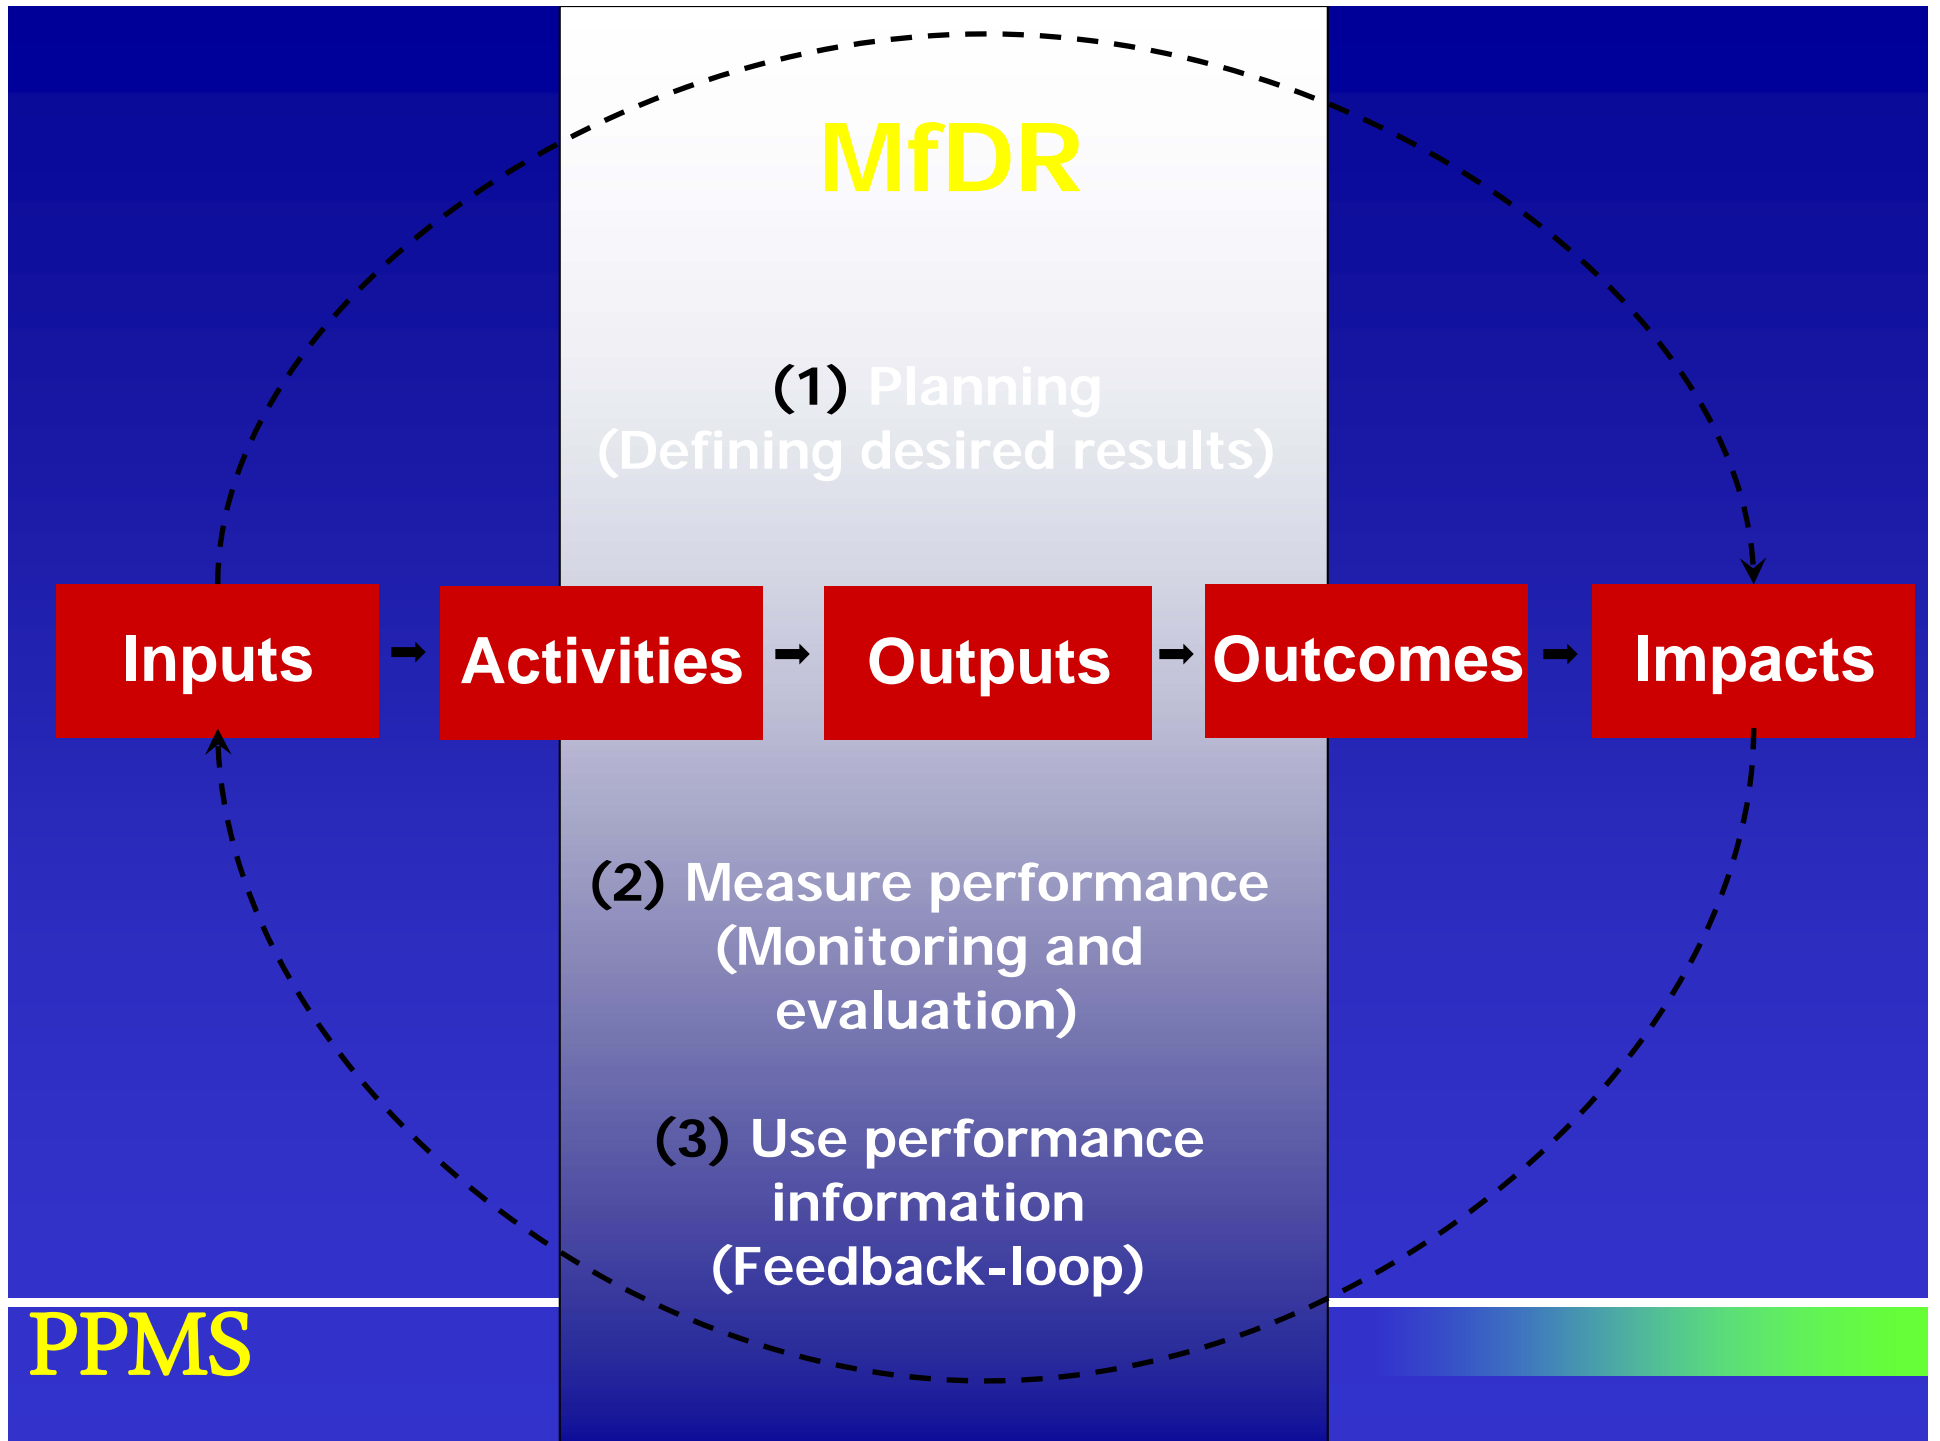 MfDR
(1) Planning
(Defining desired results)
Inputs
Activities
Outputs
Outcomes
Impacts
(2) Measure performance
(Monitoring and
evaluation)
(3) Use performance
information
(Feedback-loop)
PPMS